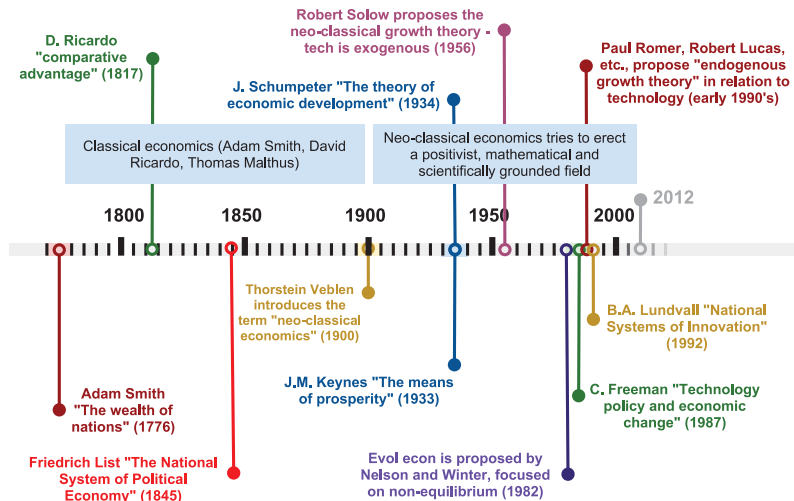 Robert Solow proposes the
neo-classical growth theory -
tech is exogenous (1956)
D. Ricardo
"comparative
advantage" (1817)
J. Schumpeter "The theory of
economic development" (1934)
Paul Romer, Robert Lucas,
etc., propose "endogenous
growth theory" in relation to
technology (early 1990's)
Classical economics (Adam Smith, David
Ricardo, Thomas Malthus)
Neo-classical economics tries to erect
a positivist, mathematical and
scientifically grounded field
2012
1800
1850
1900
1950
2000
Thorstein Veblen
introduces the
term "neo-classical
economics" (1900)
B.A. Lundvall "National
Systems of Innovation"
(1992)
Adam Smith
"The wealth of
nations" (1776)
J.M. Keynes "The means
of prosperity" (1933)
C. Freeman "Technology
policy and economic
change" (1987)
Friedrich List "The National
System of Political
Economy" (1845)
Evol econ is proposed by
Nelson and Winter, focused
on non-equilibrium (1982)